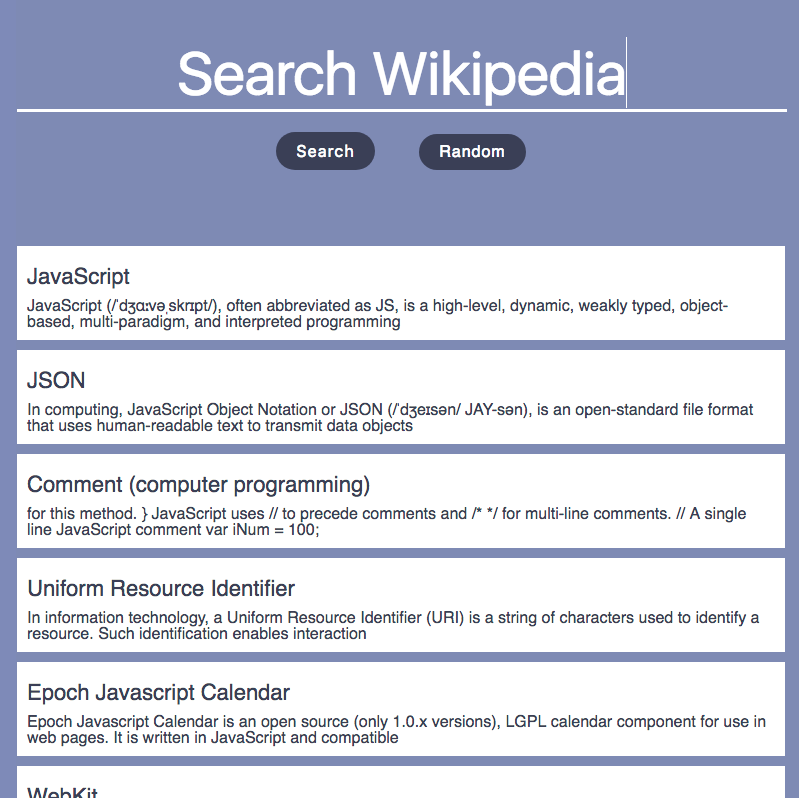 Search Wikipedia
Search
Random
JavaScript
JavaScript (/ˈdʒɑːvəˌskrɪpt/), often abbreviated as JS, is a high-level, dynamic, weakly typed, object-
based, multi-paradigm, and interpreted programming
JSON
In computing, JavaScript Object Notation or JSON (/ˈdʒeɪsən/ JAY-sən), is an open-standard file format
that uses human-readable text to transmit data objects
Comment (computer programming)
for this method. } JavaScript uses // to precede comments and /* */ for multi-line comments. // A single
line JavaScript comment var iNum = 100;
Uniform Resource Identifier
In information technology, a Uniform Resource Identifier (URI) is a string of characters used to identify a
resource. Such identification enables interaction
Epoch Javascript Calendar
Epoch Javascript Calendar is an open source (only 1.0.x versions), LGPL calendar component for use in
web pages. It is written in JavaScript and compatible
WebKit